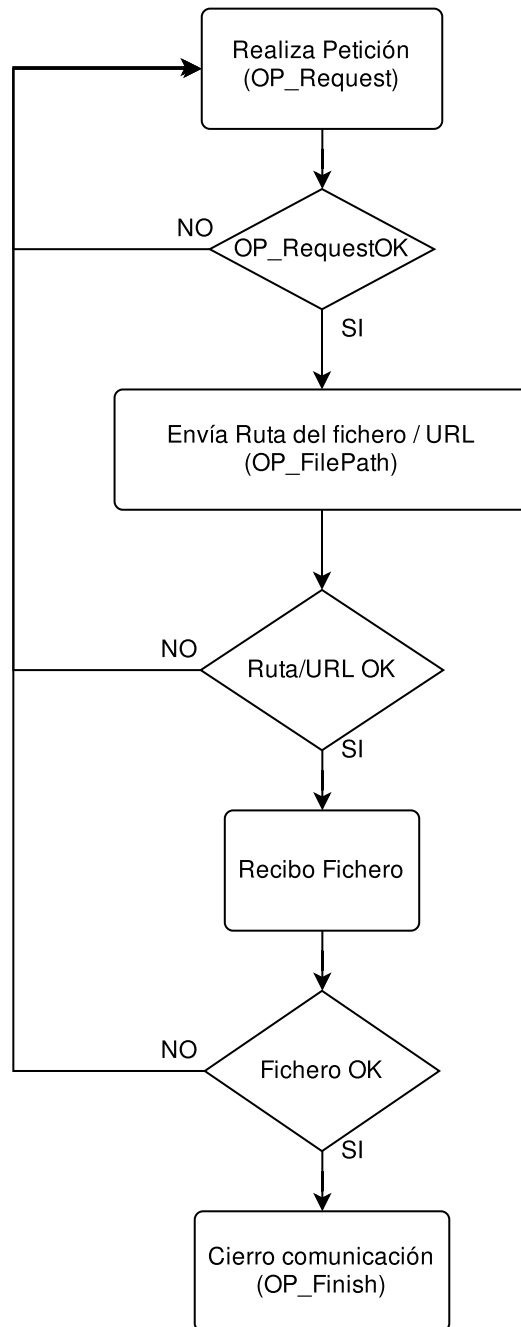 Realiza Petición
(OP_Request)
NO
OP_RequestOK
SI
Envía Ruta del fichero / URL
(OP_FilePath)
NO
Ruta/URL OK
SI
Recibo Fichero
NO
Fichero OK
SI
Cierro comunicación
(OP_Finish)